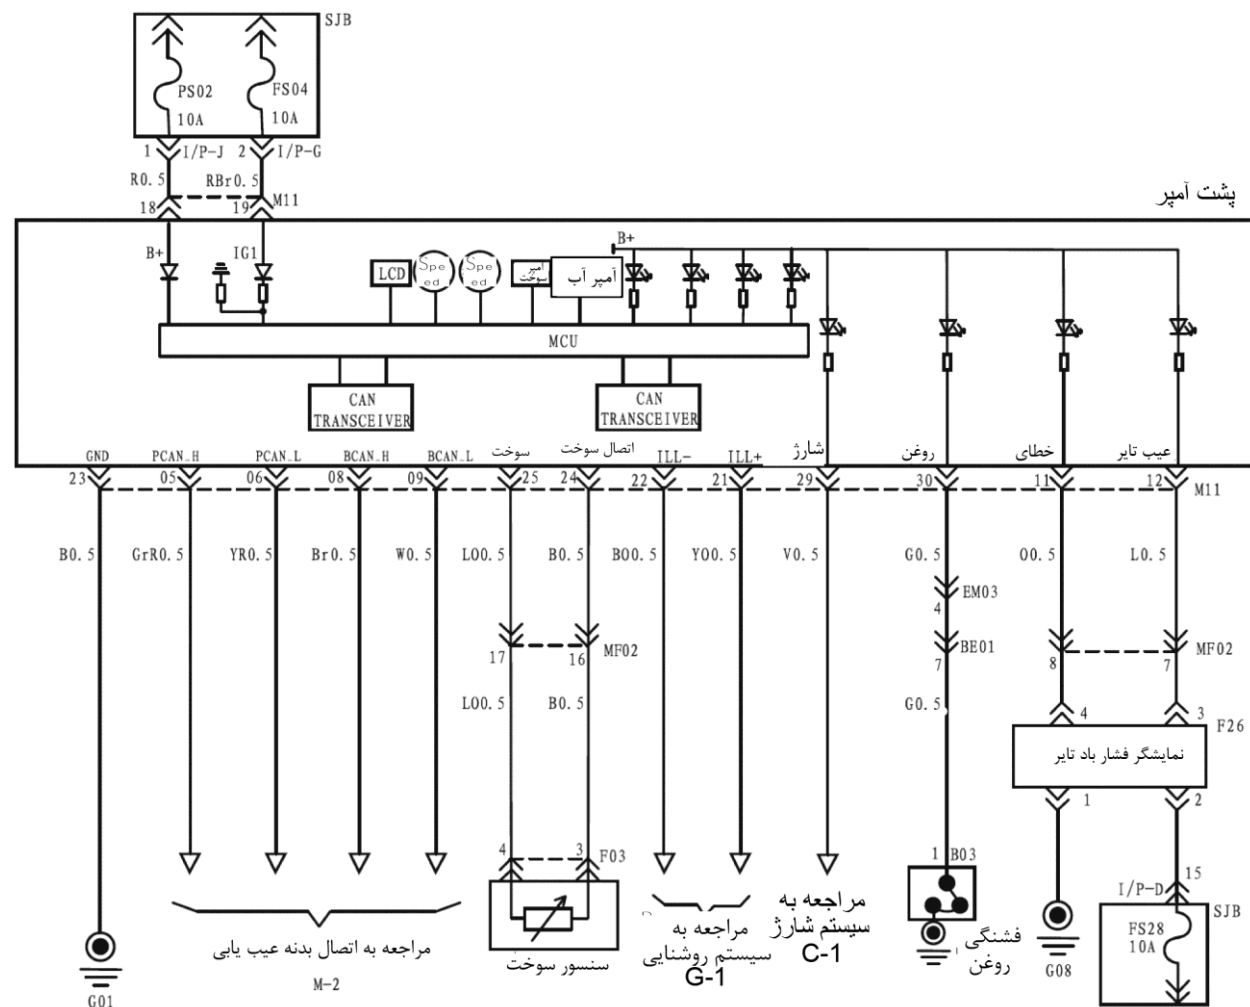 SJB
PS02
FS04
10A
10A
1
I/P-J
2
I/P-G
R0.5
RBr0.5
M11
18
19
پشت آمپر
B+
IG1
LCD
Spe
ed
Spe
ed
آمپر
سوخت
آمپر آب
B+
MCU
CAN
TRANSCEIVER
CAN
TRANSCEIVER
GND
PCAN_H
PCAN_L
BCAN_H
BCAN_L
سوخت
اتصال سوخت
ILL-
ILL+
شارژ
روغن
خطای
عیب تایر
23
05
06
08
09
25
24
22
21
29
30
11
12
M11
B0.5
GrR0.5
YR0.5
Br0.5
W0.5
LO0.5
B0.5
BO0.5
YO0.5
V0.5
G0.5
O0.5
L0.5
EM03
4
BE01
7
17
16
MF02
8
7
MF02
LO0.5
B0.5
G0.5
4
3
F26
نمایشگر فشار باد تایر
1
2
4
3
F03
1
B03
15
I/P-D
SJB
FS28
10A
مراجعه به اتصال بدنه عیب یابی
M-2
سنسور سوخت
مراجعه به
سیستم روشنایی
G-1
مراجعه به
سیستم شارژ
C-1
فشنگی
روغن
G08
G01